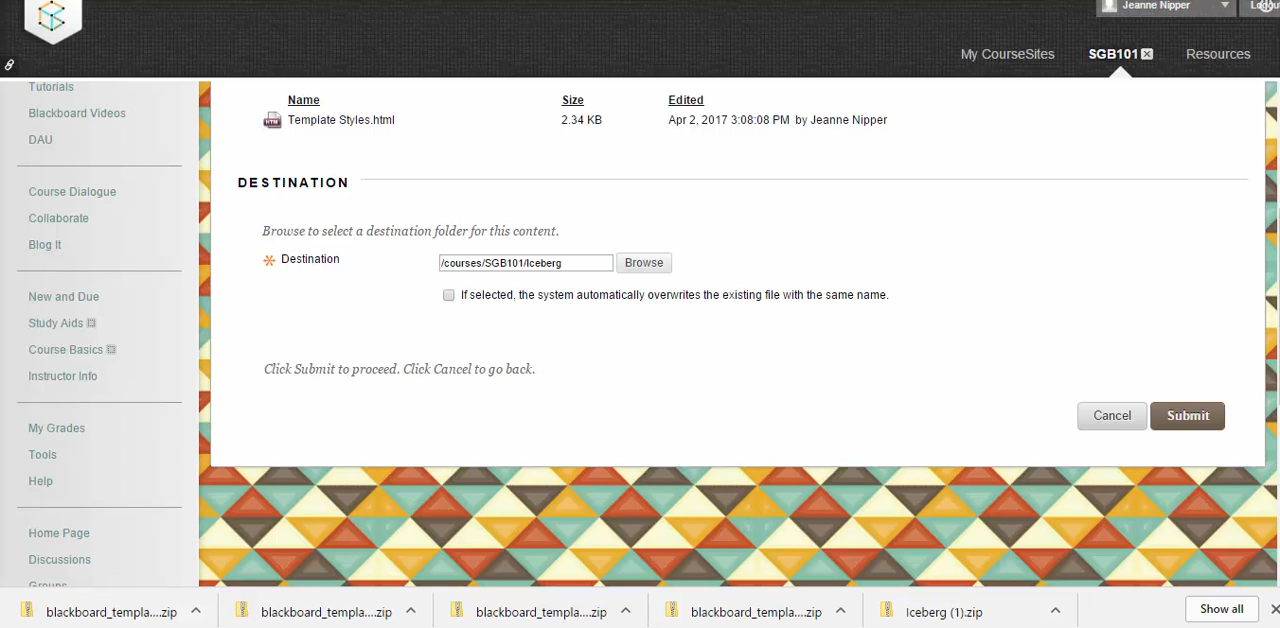 Jeanne Nipper
My CourseSites SGB101 Resources
Tutorials
Blackboard Videos
DAU
Course Dialogue
Collaborate
Blog It
New and Due
Study Aids
Course Basics
Instructor Info
My Grades
Tools
Help
Home Page
Discussions
Groups
Name Size Edited
HTM Template Styles.html 2.34 KB Apr 2, 2017 3:08:08 PM by Jeanne Nipper
DESTINATION
Browse to select a destination folder for this content.
Destination /courses/SGB101/Iceberg Browse
If selected, the system automatically overwrites the existing file with the same name.
Click Submit to proceed. Click Cancel to go back.
Cancel Submit
blackboard_templa....zip blackboard_templa....zip blackboard_templa....zip blackboard_templa....zip Iceberg (1).zip Show all